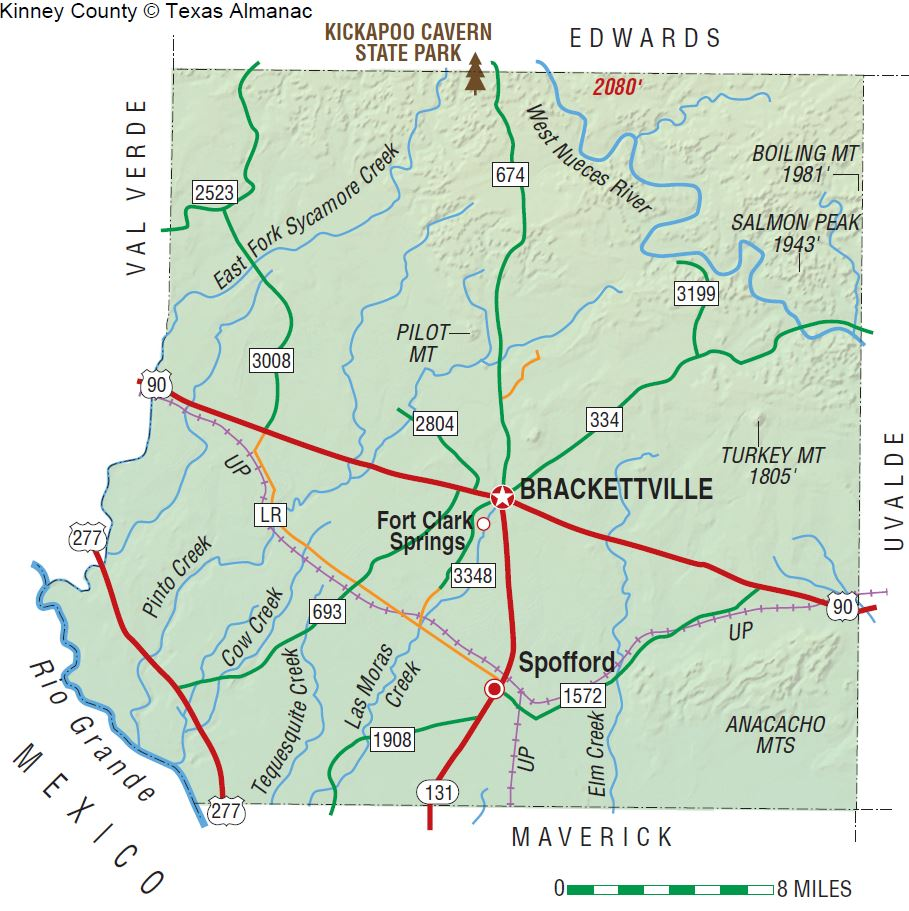 Kinney County © Texas Almanac
KICKAPOO CAVERN
STATE PARK
EDWARDS
2080'
VAL VERDE
West Nueces River
BOILING MT
1981'
674
2523
East Fork Sycamore Creek
SALMON PEAK
1943'
3199
PILOT
MT
3008
90
2804
334
TURKEY MT
1805'
UVALDE
UP
BRACKETTVILLE
LR
Fort Clark
Springs
277
Pinto Creek
3348
693
90
Cow Creek
UP
Spofford
Rio Grande
Tequesquite Creek
Las Moras
Creek
1572
ANACACHO
MTS
1908
UP
Elm Creek
MEXICO
131
277
MAVERICK
0 8 MILES